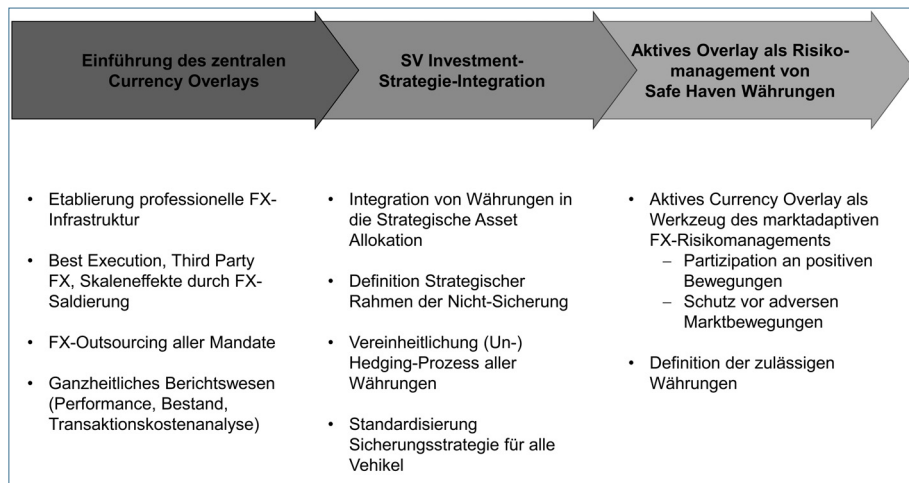 Einführung des zentralen
Currency Overlays
SV Investment-
Strategie-Integration
Aktives Overlay als Risiko-
management von
Safe Haven Währungen
• Etablierung professionelle FX-
Infrastruktur
• Best Execution, Third Party
FX, Skaleneffekte durch FX-
Saldierung
• FX-Outsourcing aller Mandate
• Ganzheitliches Berichtswesen
(Performance, Bestand,
Transaktionskostenanalyse)
• Integration von Währungen in
die Strategische Asset
Allokation
• Definition Strategischer
Rahmen der Nicht-Sicherung
• Vereinheitlichung (Un-)
Hedging-Prozess aller
Währungen
• Standardisierung
Sicherungsstrategie für alle
Vehikel
• Aktives Currency Overlay als
Werkzeug des marktadaptiven
FX-Risikomanagements
– Partizipation an positiven
Bewegungen
– Schutz vor adversen
Marktbewegungen
• Definition der zulässigen
Währungen